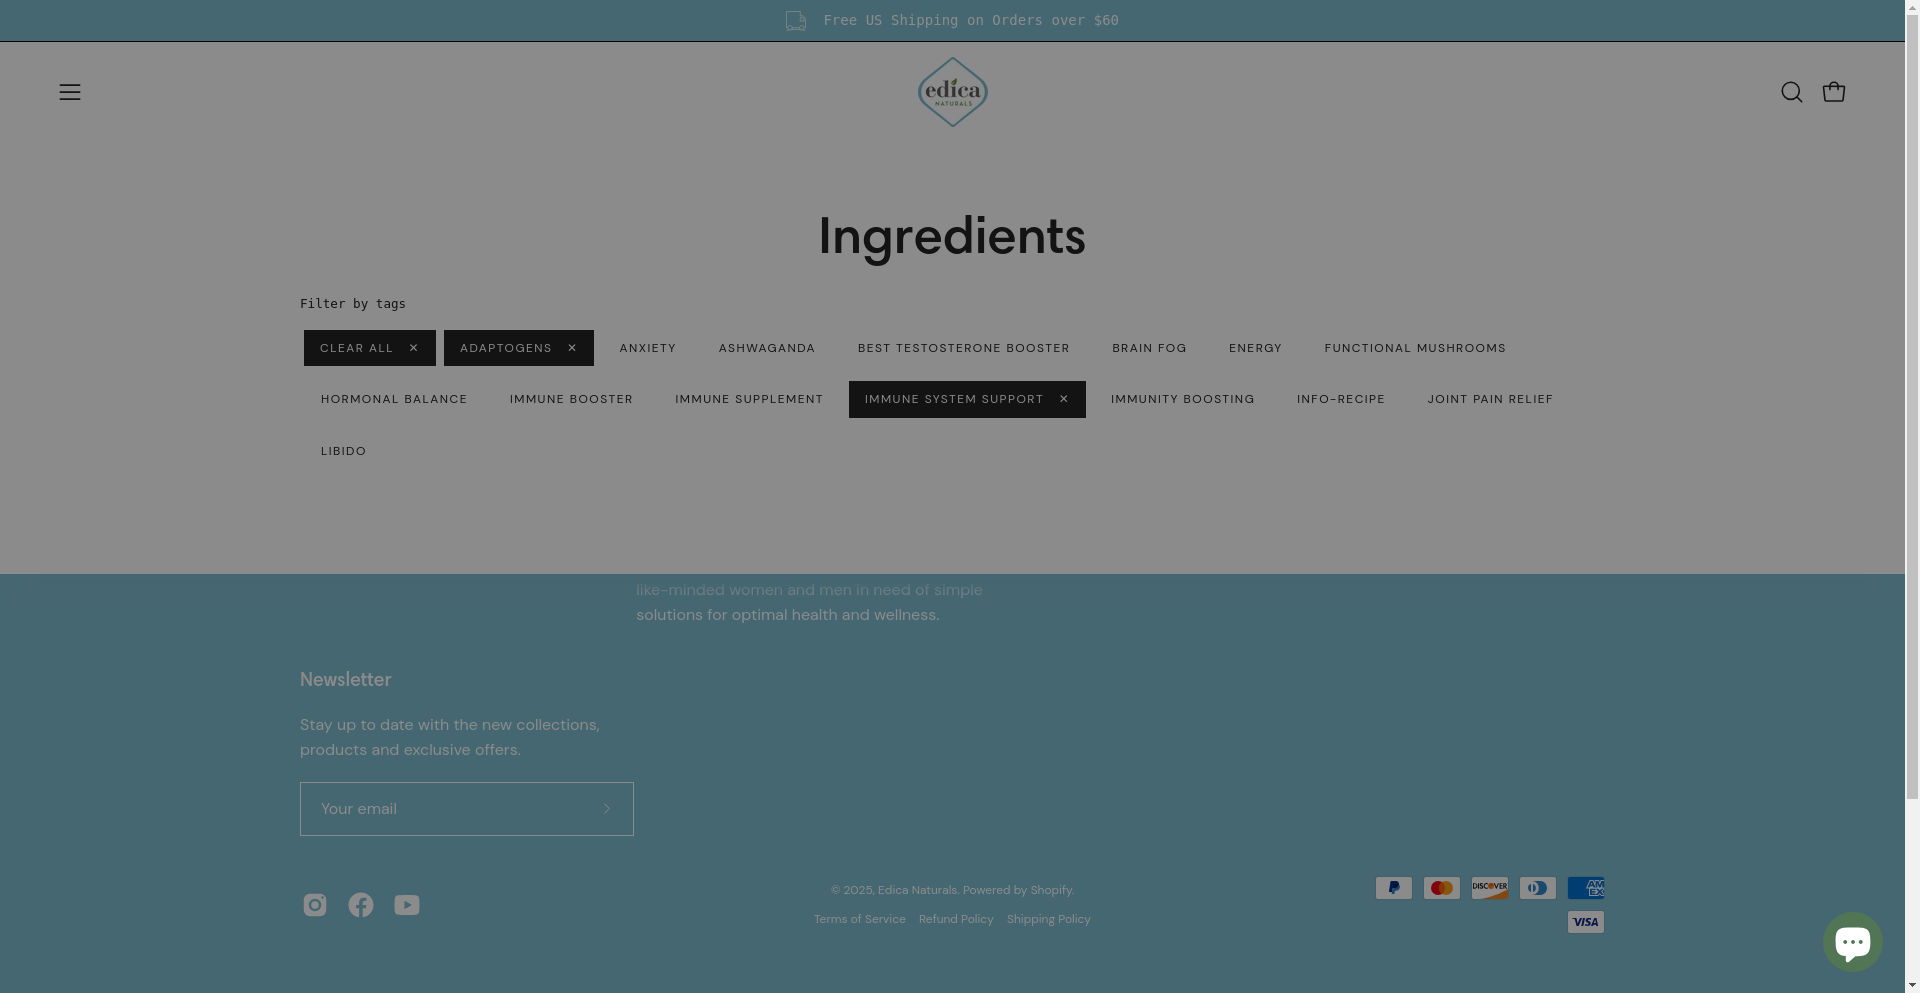 Free US Shipping on Orders over $60
edica
NATURALS
Ingredients
Filter by tags
CLEAR ALL ✕ ADAPTOGENS ✕ ANXIETY ASHWAGANDA BEST TESTOSTERONE BOOSTER BRAIN FOG ENERGY FUNCTIONAL MUSHROOMS
HORMONAL BALANCE IMMUNE BOOSTER IMMUNE SUPPLEMENT IMMUNE SYSTEM SUPPORT ✕ IMMUNITY BOOSTING INFO-RECIPE JOINT PAIN RELIEF
LIBIDO
like-minded women and men in need of simple
solutions for optimal health and wellness.
Newsletter
Stay up to date with the new collections,
products and exclusive offers.
Your email
© 2025, Edica Naturals. Powered by Shopify.
Terms of Service Refund Policy Shipping Policy
DISCOVER
AMEX
VISA